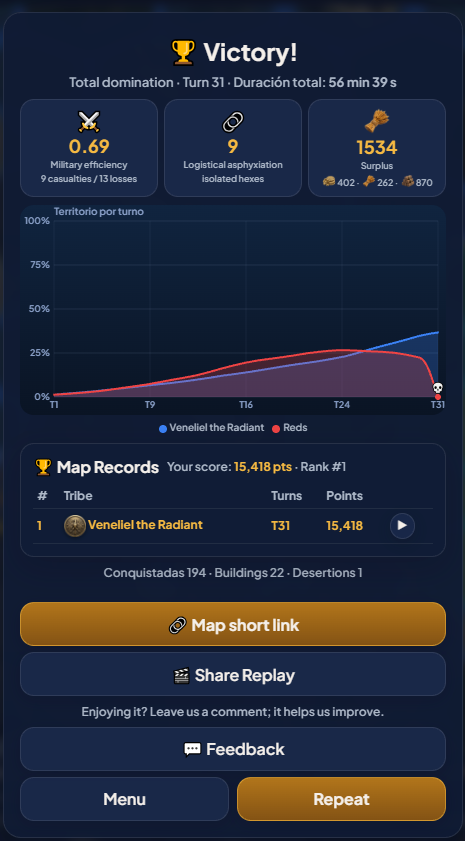 Victory!
Total domination · Turn 31 · Duración total: 56 min 39 s
0.69
Military efficiency
9 casualties / 13 losses
9
Logistical asphyxiation
isolated hexes
1534
Surplus
402 · 262 · 870
Territorio por turno
100%
75%
50%
25%
0%
T1 T9 T16 T24 T31
Veneliel the Radiant Reds
Map Records Your score: 15,418 pts · Rank #1
# Tribe Turns Points
1 Veneliel the Radiant T31 15,418
Conquistadas 194 · Buildings 22 · Desertions 1
Map short link
Share Replay
Enjoying it? Leave us a comment; it helps us improve.
Feedback
Menu Repeat